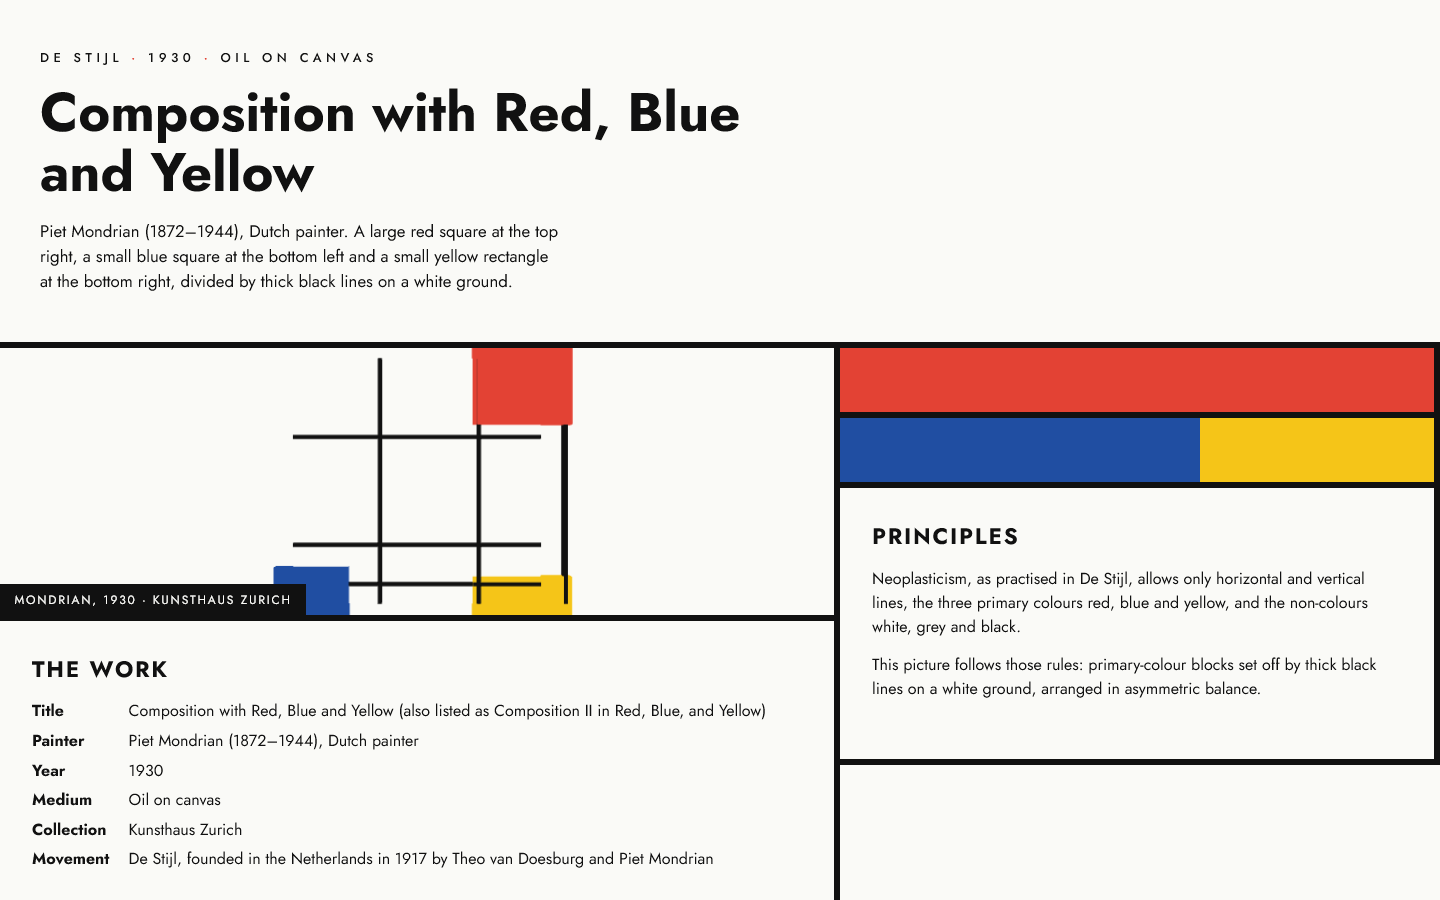 DE STIJL · 1930 · OIL ON CANVAS
Composition with Red, Blue
and Yellow
Piet Mondrian (1872–1944), Dutch painter. A large red square at the top
right, a small blue square at the bottom left and a small yellow rectangle
at the bottom right, divided by thick black lines on a white ground.
MONDRIAN, 1930 · KUNSTHAUS ZURICH
THE WORK
Title Composition with Red, Blue and Yellow (also listed as Composition II in Red, Blue, and Yellow)
Painter Piet Mondrian (1872–1944), Dutch painter
Year 1930
Medium Oil on canvas
Collection Kunsthaus Zurich
Movement De Stijl, founded in the Netherlands in 1917 by Theo van Doesburg and Piet Mondrian
PRINCIPLES
Neoplasticism, as practised in De Stijl, allows only horizontal and vertical
lines, the three primary colours red, blue and yellow, and the non-colours
white, grey and black.
This picture follows those rules: primary-colour blocks set off by thick black
lines on a white ground, arranged in asymmetric balance.